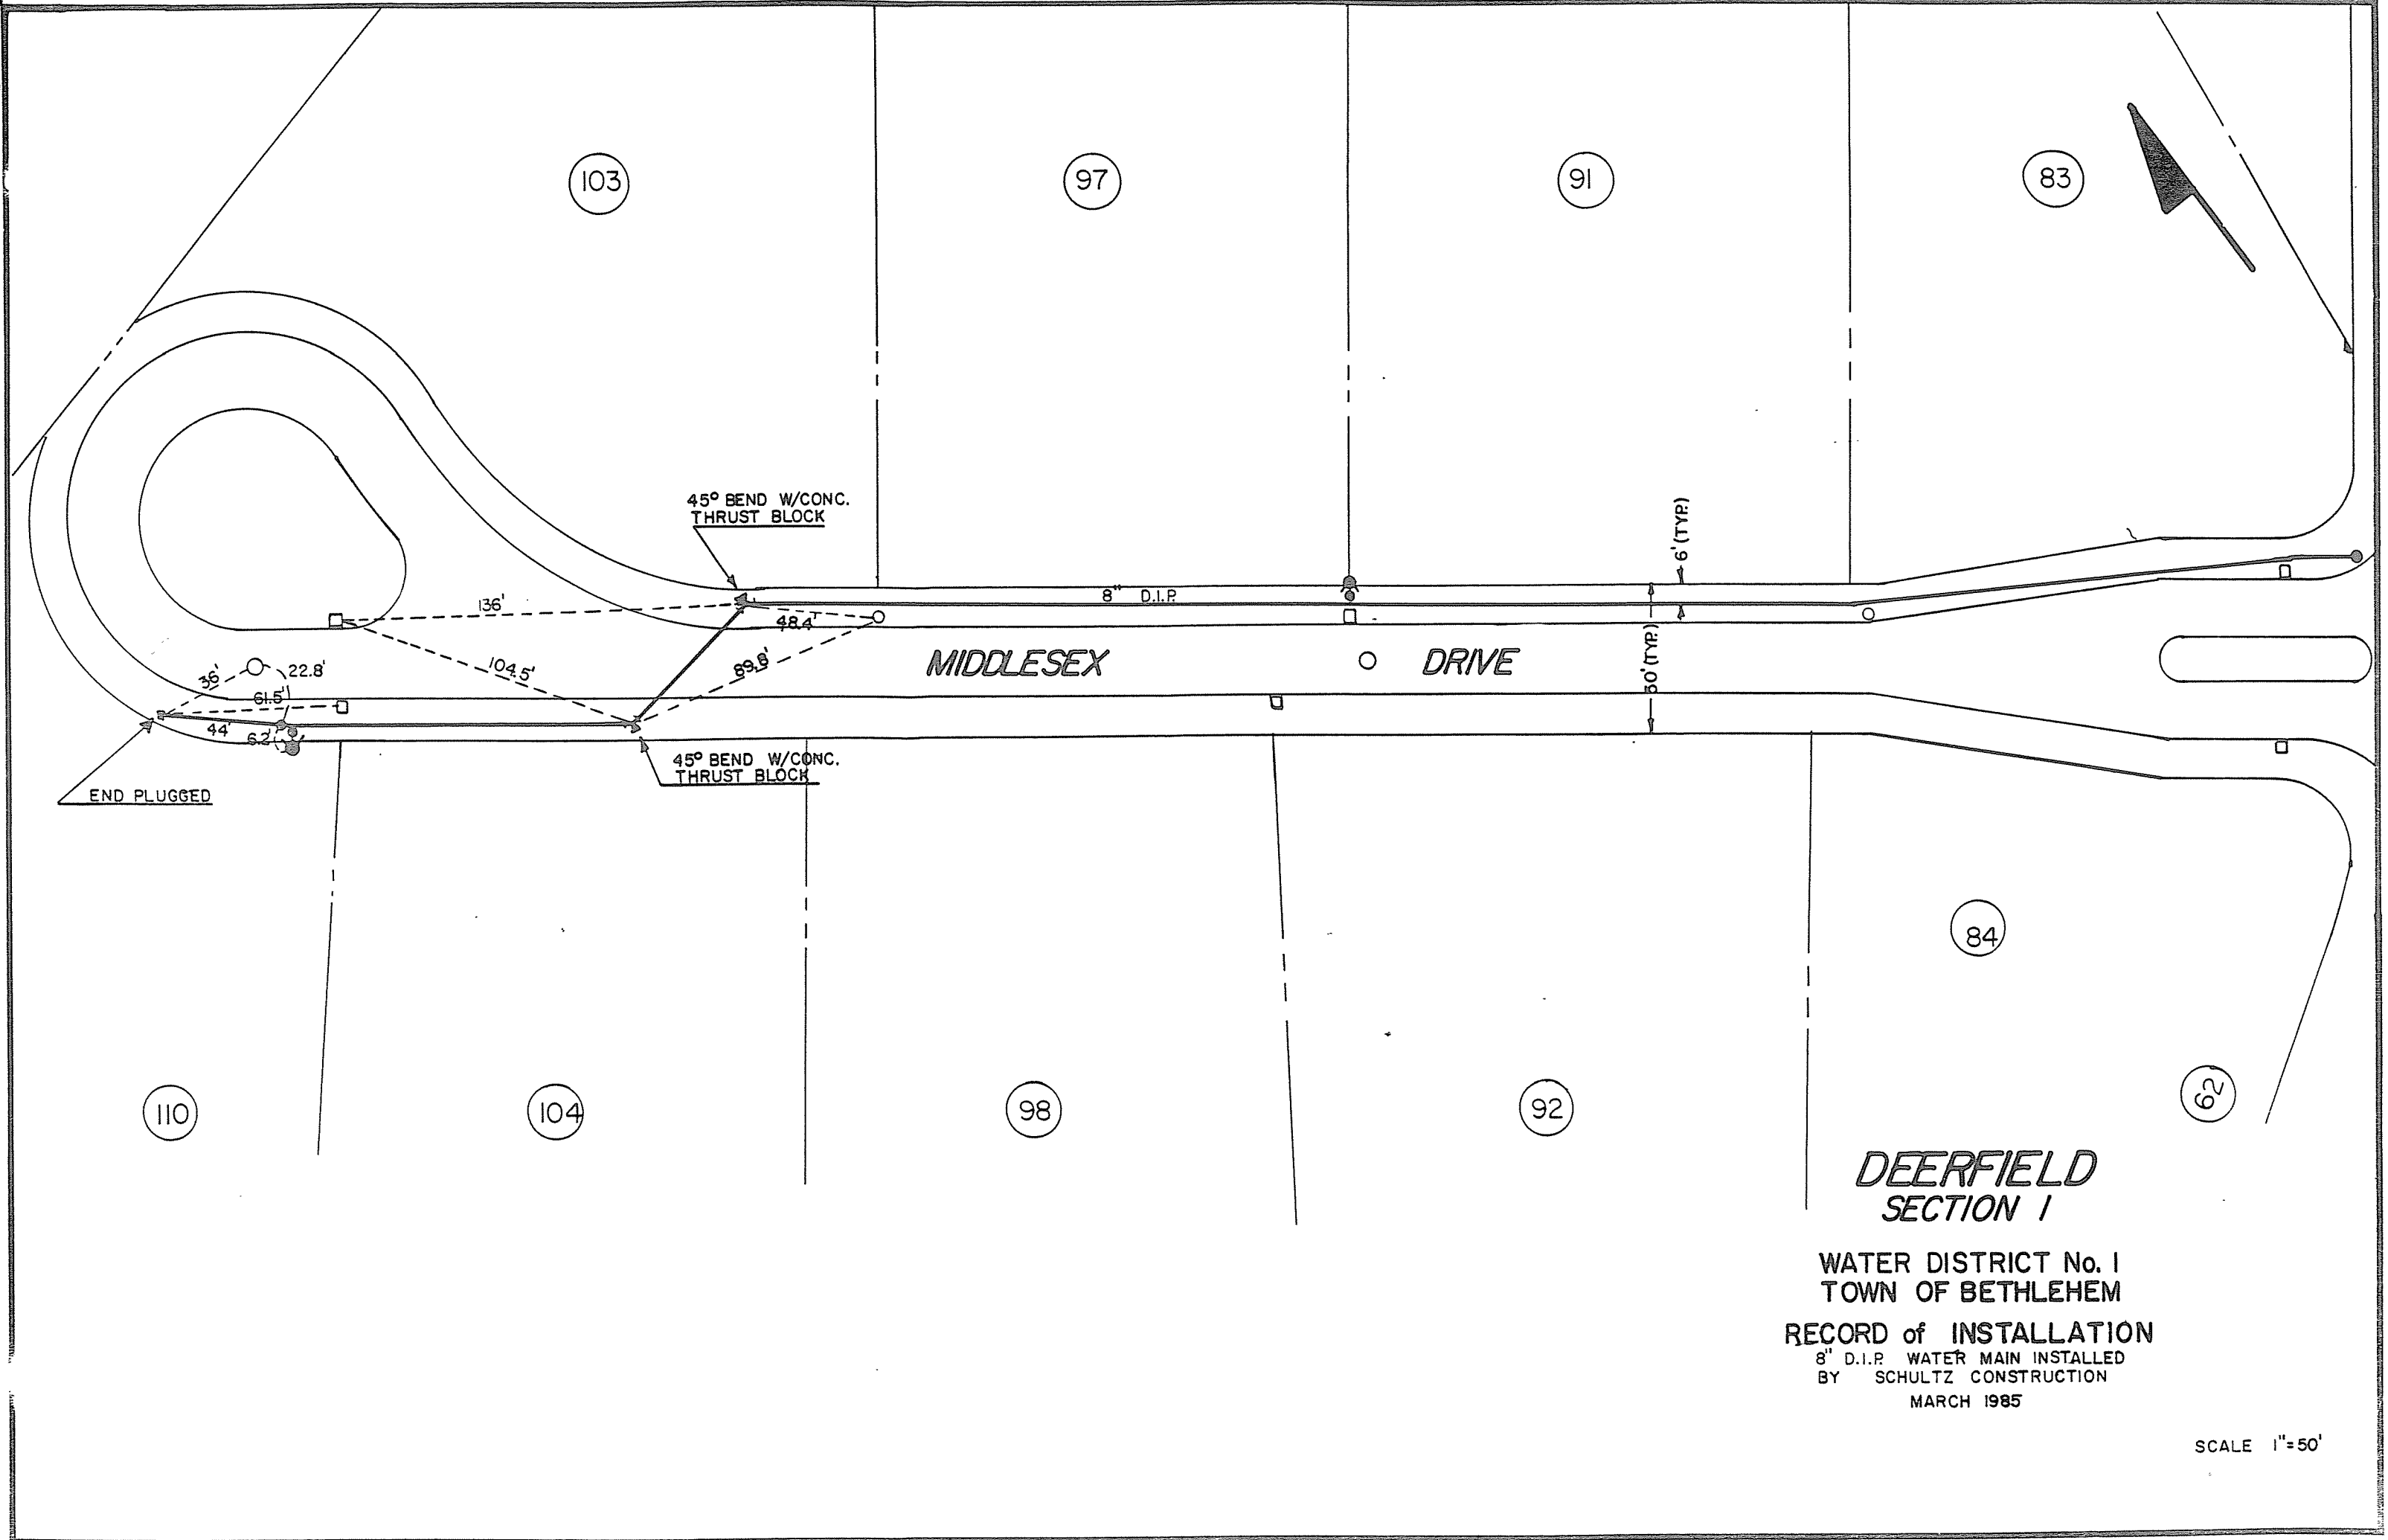 103
97
91
83
45° BEND W/CONC.
THRUST BLOCK
6' (TYP.)
136'
8" D.I.P.
48.4'
104.5'
89.8'
MIDDLESEX DRIVE
36'
22.8'
61.5'
44'
6.2'
45° BEND W/CONC.
THRUST BLOCK
END PLUGGED
84
110
104
98
92
62
DEERFIELD
SECTION 1
WATER DISTRICT No. 1
TOWN OF BETHLEHEM
RECORD of INSTALLATION
8" D.I.P. WATER MAIN INSTALLED
BY SCHULTZ CONSTRUCTION
MARCH 1985
SCALE 1"=50'